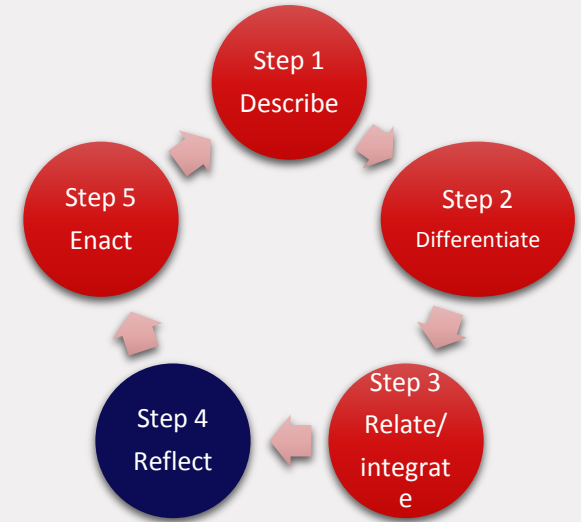 Step 1
Describe
Step 2
Differentiate
Step 3
Relate/
integrat
e
Step 4
Reflect
Step 5
Enact